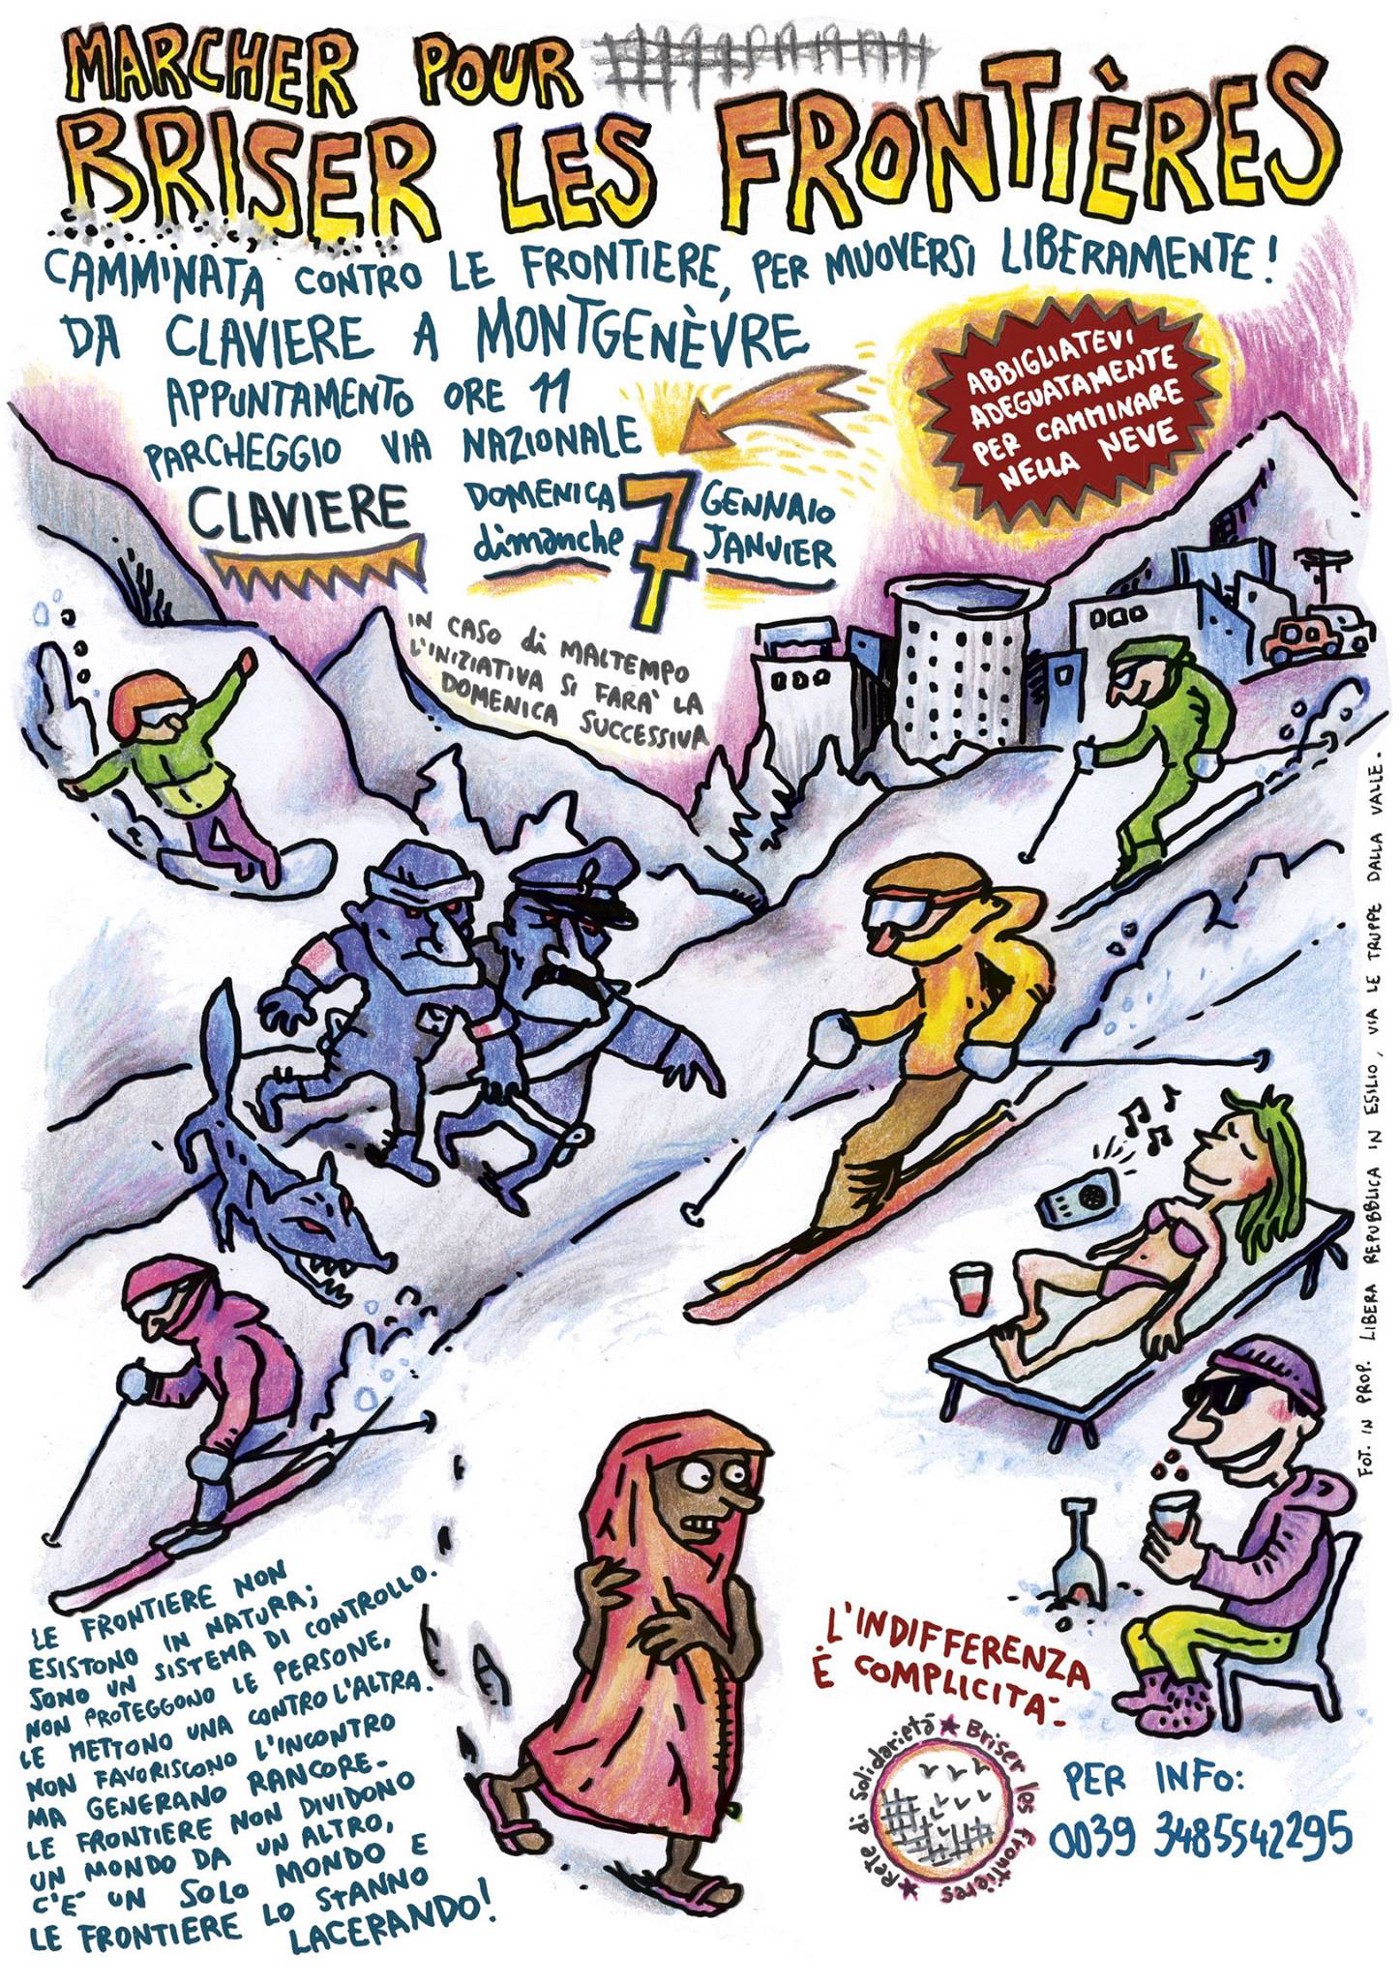 MARCHER POUR
BRISER LES FRONTIÈRES
CAMMINATA CONTRO LE FRONTIERE, PER MUOVERSI LIBERAMENTE!
DA CLAVIERE A MONTGENÈVRE
APPUNTAMENTO ORE 11
PARCHEGGIO VIA NAZIONALE
CLAVIERE
DOMENICA 7 GENNAIO
dimanche JANVIER
ABBIGLIATEVI
ADEGUATAMENTE
PER CAMMINARE
NELLA NEVE
IN CASO di MALTEMPO
L'INIZIATIVA SI FARA' LA
DOMENICA SUCCESSIVA
FOT. IN PROP. LIBERA REPUBBLICA IN ESILIO, VIA LE TRUPPE DALLA VALLE.
LE FRONTIERE NON
ESISTONO IN NATURA;
SONO UN SISTEMA DI CONTROLLO.
NON PROTEGGONO LE PERSONE,
LE METTONO UNA CONTRO L'ALTRA.
NON FAVORISCONO L'INCONTRO
MA GENERANO RANCORE-
LE FRONTIERE NON DIVIDONO
UN MONDO DA UN ALTRO,
C'É UN SOLO MONDO E
LE FRONTIERE LO STANNO
LACERANDO!
L'INDIFFERENZA
É COMPLICITÁ-
★ Rete di Solidarietá ★ Briser les frontières
PER INFO:
0039 3485542295